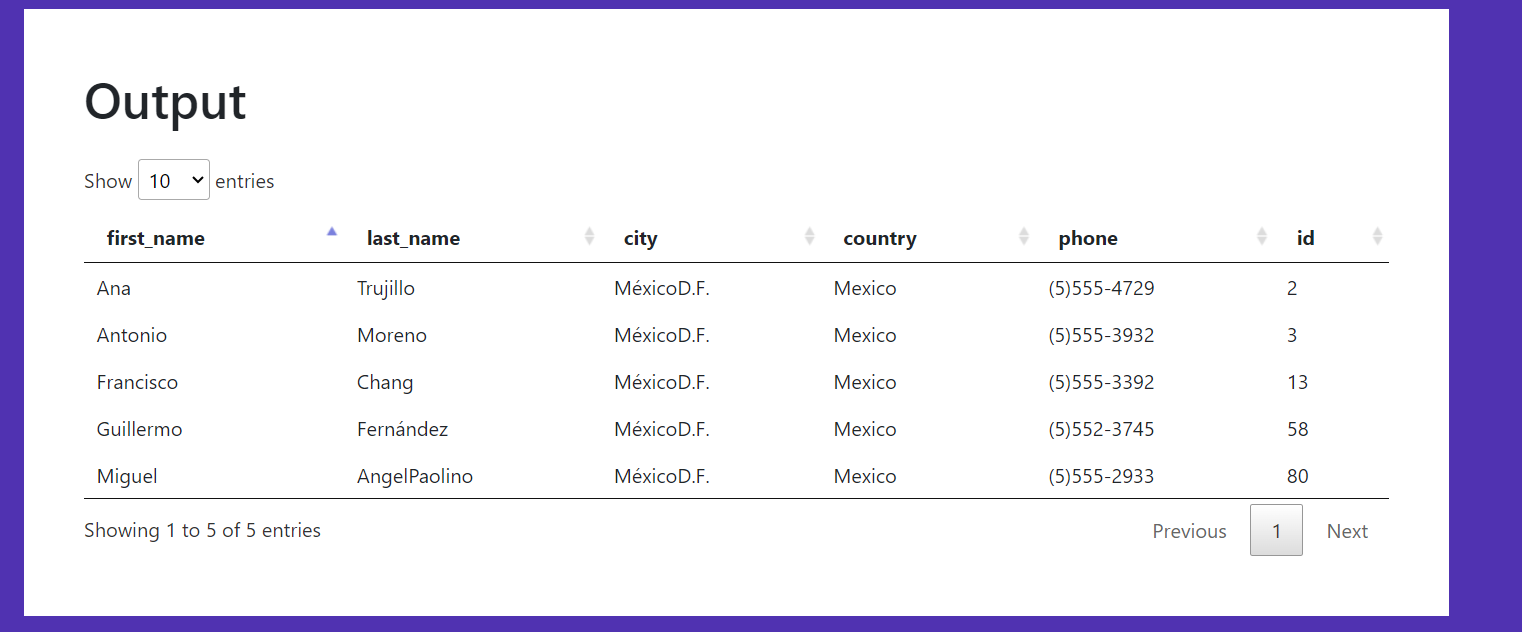 Output
Show 10 entries
first_name last_name city country phone id
Ana Trujillo MéxicoD.F. Mexico (5)555-4729 2
Antonio Moreno MéxicoD.F. Mexico (5)555-3932 3
Francisco Chang MéxicoD.F. Mexico (5)555-3392 13
Guillermo Fernández MéxicoD.F. Mexico (5)552-3745 58
Miguel AngelPaolino MéxicoD.F. Mexico (5)555-2933 80
Showing 1 to 5 of 5 entries Previous 1 Next